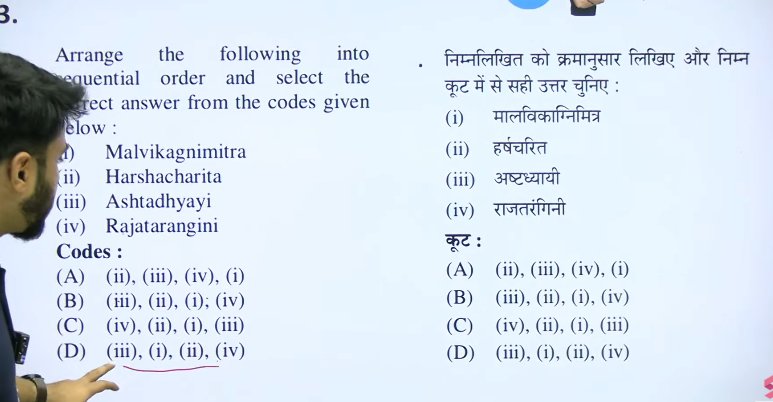 3.
Arrange the following into
equential order and select the
rrect answer from the codes given
elow :
(i) Malvikagnimitra
(ii) Harshacharita
(iii) Ashtadhyayi
(iv) Rajatarangini
Codes :
(A) (ii), (iii), (iv), (i)
(B) (iii), (ii), (i); (iv)
(C) (iv), (ii), (i), (iii)
(D) (iii), (i), (ii), (iv)
. निम्नलिखित को क्रमानुसार लिखिए और निम्न
कूट में से सही उत्तर चुनिए :
(i) मालविकाग्निमित्र
(ii) हर्षचरित
(iii) अष्टध्यायी
(iv) राजतरंगिनी
कूट :
(A) (ii), (iii), (iv), (i)
(B) (iii), (ii), (i), (iv)
(C) (iv), (ii), (i), (iii)
(D) (iii), (i), (ii), (iv)